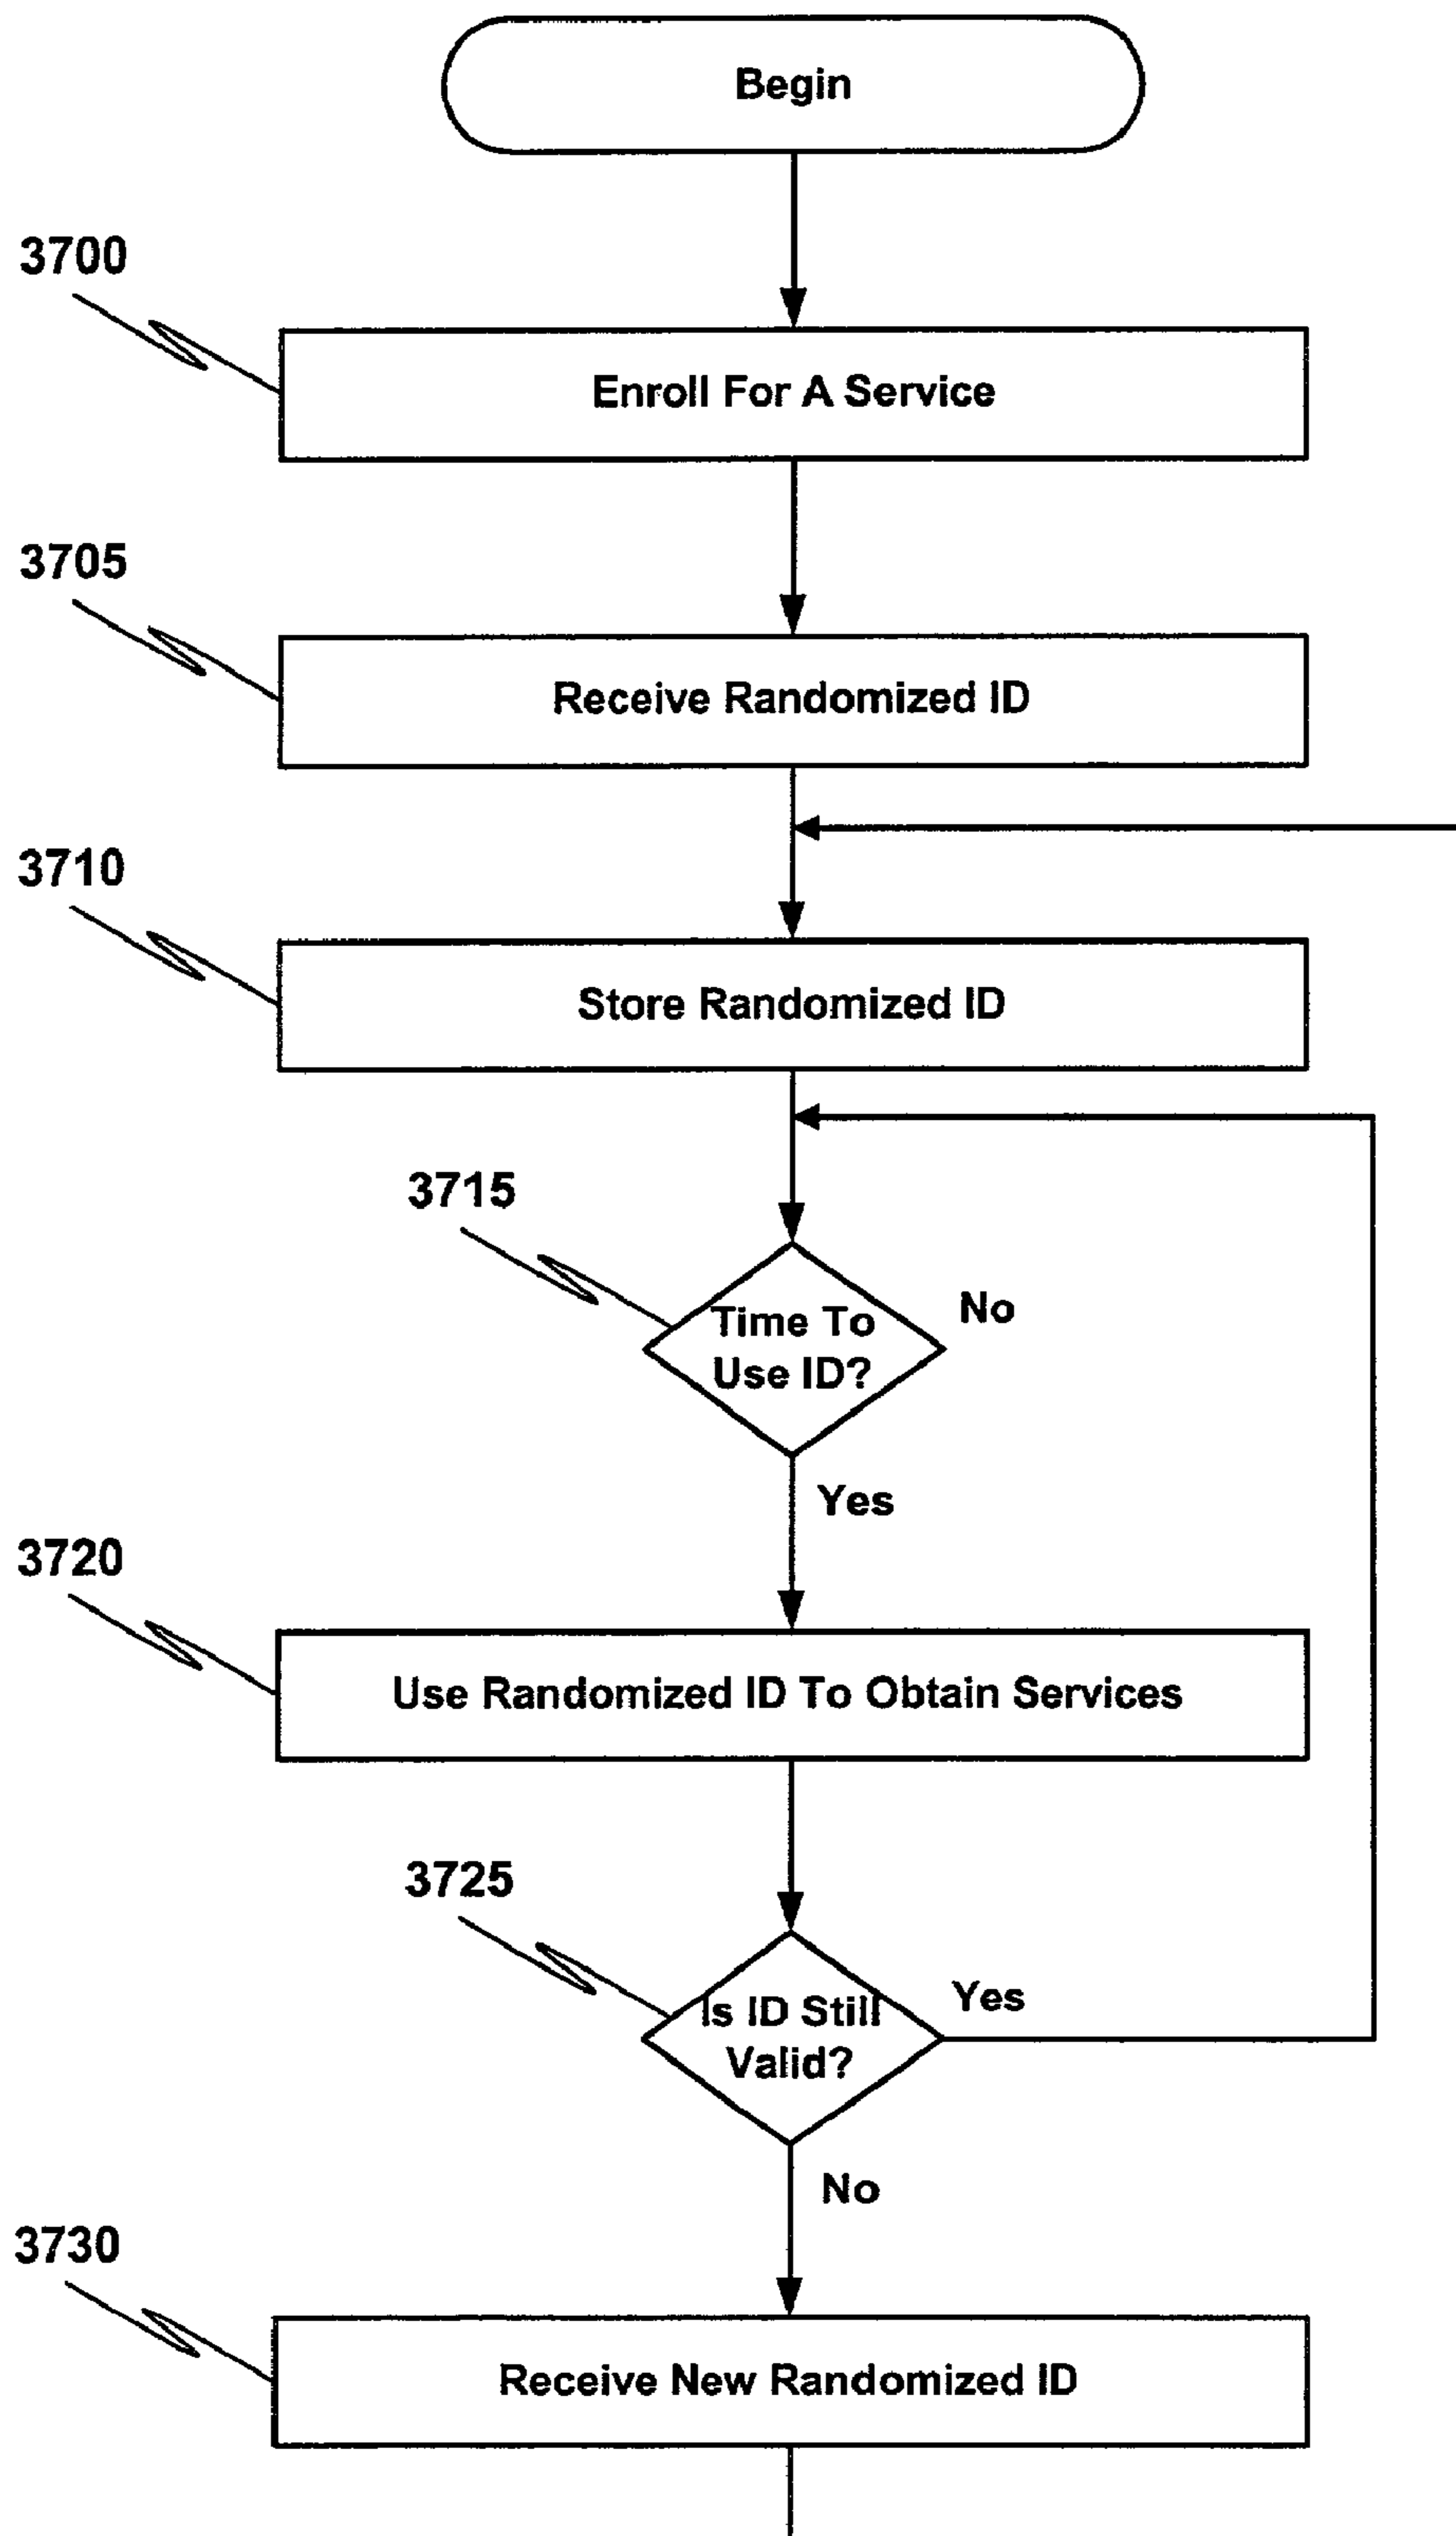 Begin
3700
Enroll For A Service
3705
Receive Randomized ID
3710
Store Randomized ID
3715
Time To
Use ID?
No
Yes
3720
Use Randomized ID To Obtain Services
3725
Is ID Still
Valid?
Yes
No
3730
Receive New Randomized ID